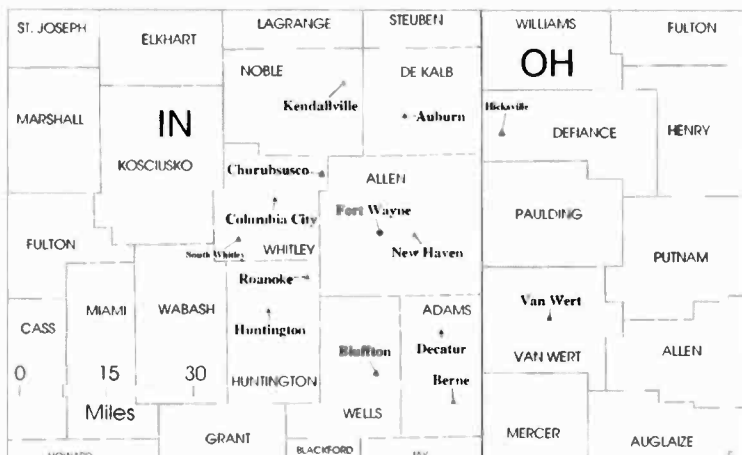 ST. JOSEPH
ELKHART
LAGRANGE
STEUBEN
WILLIAMS
FULTON
NOBLE
DE KALB
OH
Kendallville
Auburn
Hicksville
MARSHALL
IN
DEFIANCE
HENRY
KOSCIUSKO
Churubsusco
ALLEN
Columbia City
Fort Wayne
PAULDING
FULTON
South Whitley
WHITLEY
New Haven
PUTNAM
Roanoke
MIAMI
WABASH
Van Wert
CASS
Huntington
ADAMS
Bluffton
Decatur
VAN WERT
ALLEN
0 15 30
HUNTINGTON
Berne
Miles
WELLS
GRANT
MERCER
AUGLAIZE
BLACKFORD